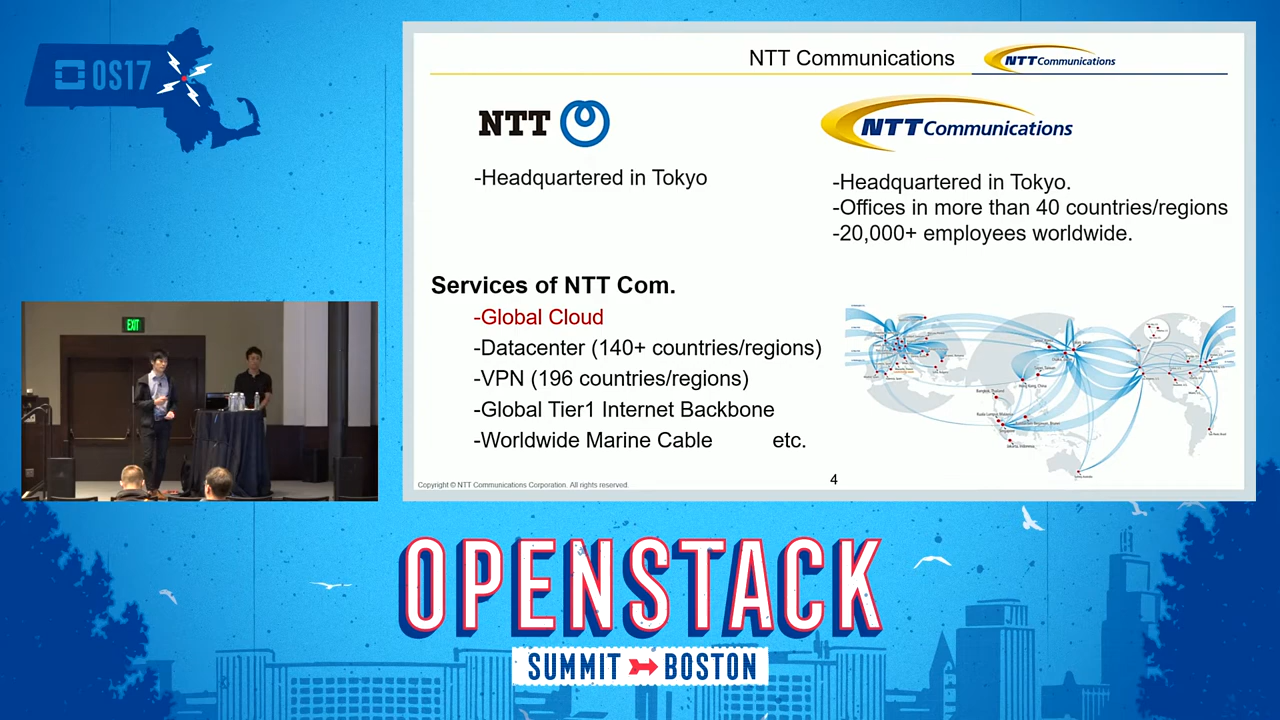 OS17
EXIT
NTT Communications
NTT Communications
NTT
NTT Communications
-Headquartered in Tokyo
-Headquartered in Tokyo.
-Offices in more than 40 countries/regions
-20,000+ employees worldwide.
Services of NTT Com.
-Global Cloud
-Datacenter (140+ countries/regions)
-VPN (196 countries/regions)
-Global Tier1 Internet Backbone
-Worldwide Marine Cable etc.
Copyright © NTT Communications Corporation. All rights reserved.
4
OPENSTACK
SUMMIT BOSTON